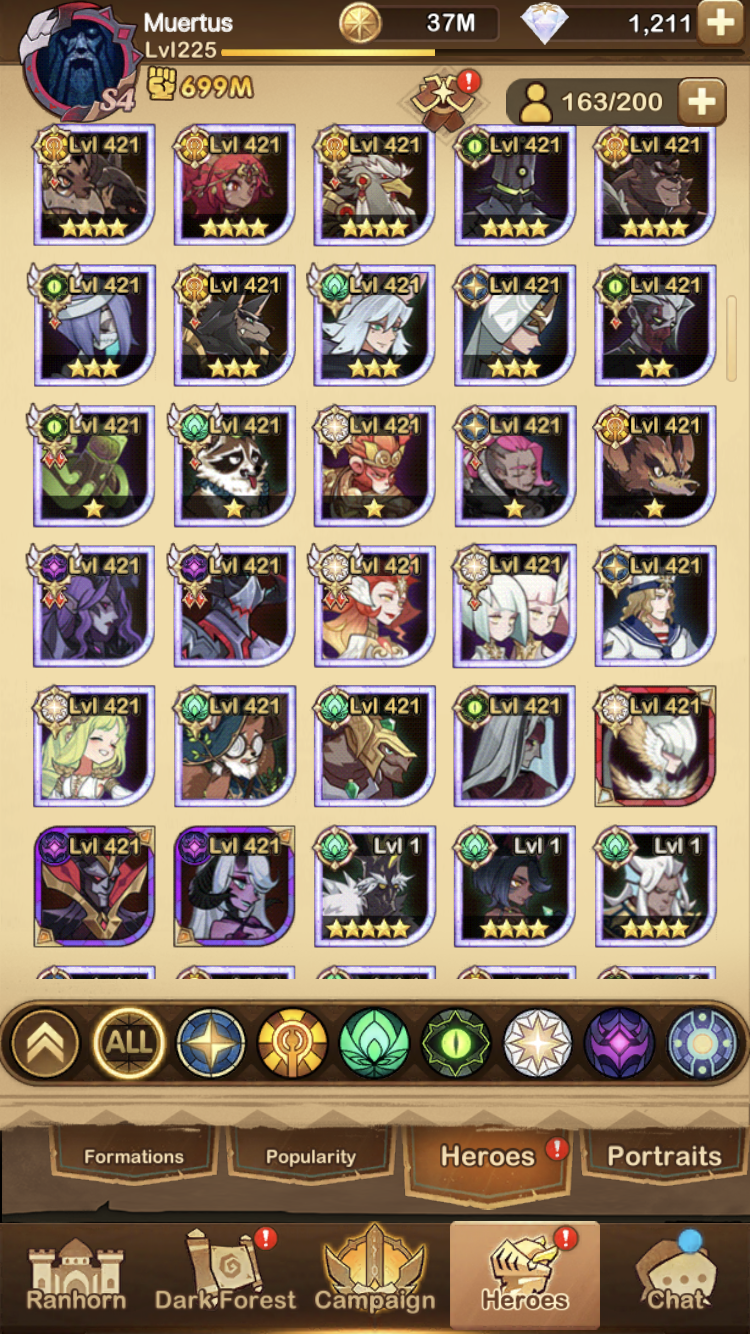 Muertus
37M
1,211
Lvl225
S4
699M
163/200
Lvl 421 Lvl 421 Lvl 421 Lvl 421 Lvl 421
Lvl 421 Lvl 421 Lvl 421 Lvl 421 Lvl 421
Lvl 421 Lvl 421 Lvl 421 Lvl 421 Lvl 421
Lvl 421 Lvl 421 Lvl 421 Lvl 421 Lvl 421
Lvl 421 Lvl 421 Lvl 421 Lvl 421 Lvl 421
Lvl 421 Lvl 421 Lvl 1 Lvl 1 Lvl 1
ALL
Formations Popularity Heroes Portraits
Ranhorn Dark Forest Campaign Heroes Chat